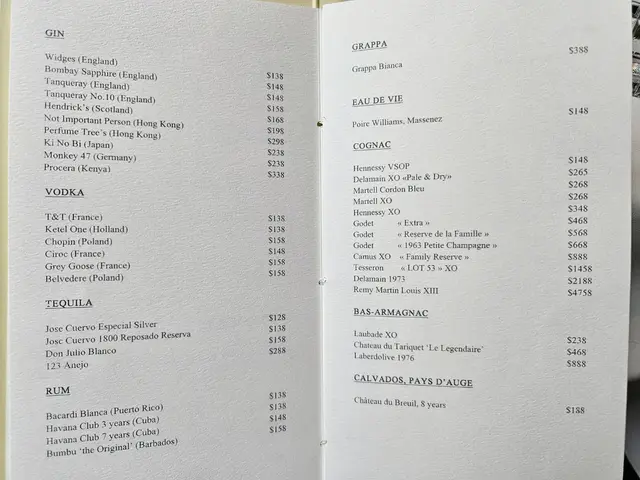 GIN
Widges (England) $138
Bombay Sapphire (England) $148
Tanqueray (England) $148
Tanqueray No.10 (England) $158
Hendrick's (Scotland) $168
Not Important Person (Hong Kong) $198
Perfume Tree's (Hong Kong) $298
Ki No Bi (Japan) $238
Monkey 47 (Germany) $238
Procera (Kenya) $338
VODKA
T&T (France) $138
Ketel One (Holland) $138
Chopin (Poland) $158
Ciroc (France) $148
Grey Goose (France) $158
Belvedere (Poland) $158
TEQUILA
Jose Cuervo Especial Silver $128
Josc Cuervo 1800 Reposado Reserva $138
Don Julio Blanco $158
123 Anejo $288
RUM
Bacardi Blanca (Puerto Rico) $138
Havana Club 3 years (Cuba) $138
Havana Club 7 years (Cuba) $148
Bumbu 'the Original' (Barbados) $158
GRAPPA
Grappa Bianca $388
EAU DE VIE
Poire Williams, Massenez $148
COGNAC
Hennessy VSOP $148
Delamain XO «Pale & Dry» $265
Martell Cordon Bleu $268
Martell XO $268
Hennessy XO $348
Godet « Extra » $468
Godet « Reserve de la Famille » $568
Godet « 1963 Petite Champagne » $668
Camus XO « Family Reserve » $888
Tesseron « LOT 53 » XO $1458
Delamain 1973 $2188
Remy Martin Louis XIII $4758
BAS-ARMAGNAC
Laubade XO $238
Chateau du Tariquet 'Le Legendaire' $468
Laberdolive 1976 $888
CALVADOS, PAYS D'AUGE
Château du Breuil, 8 years $188